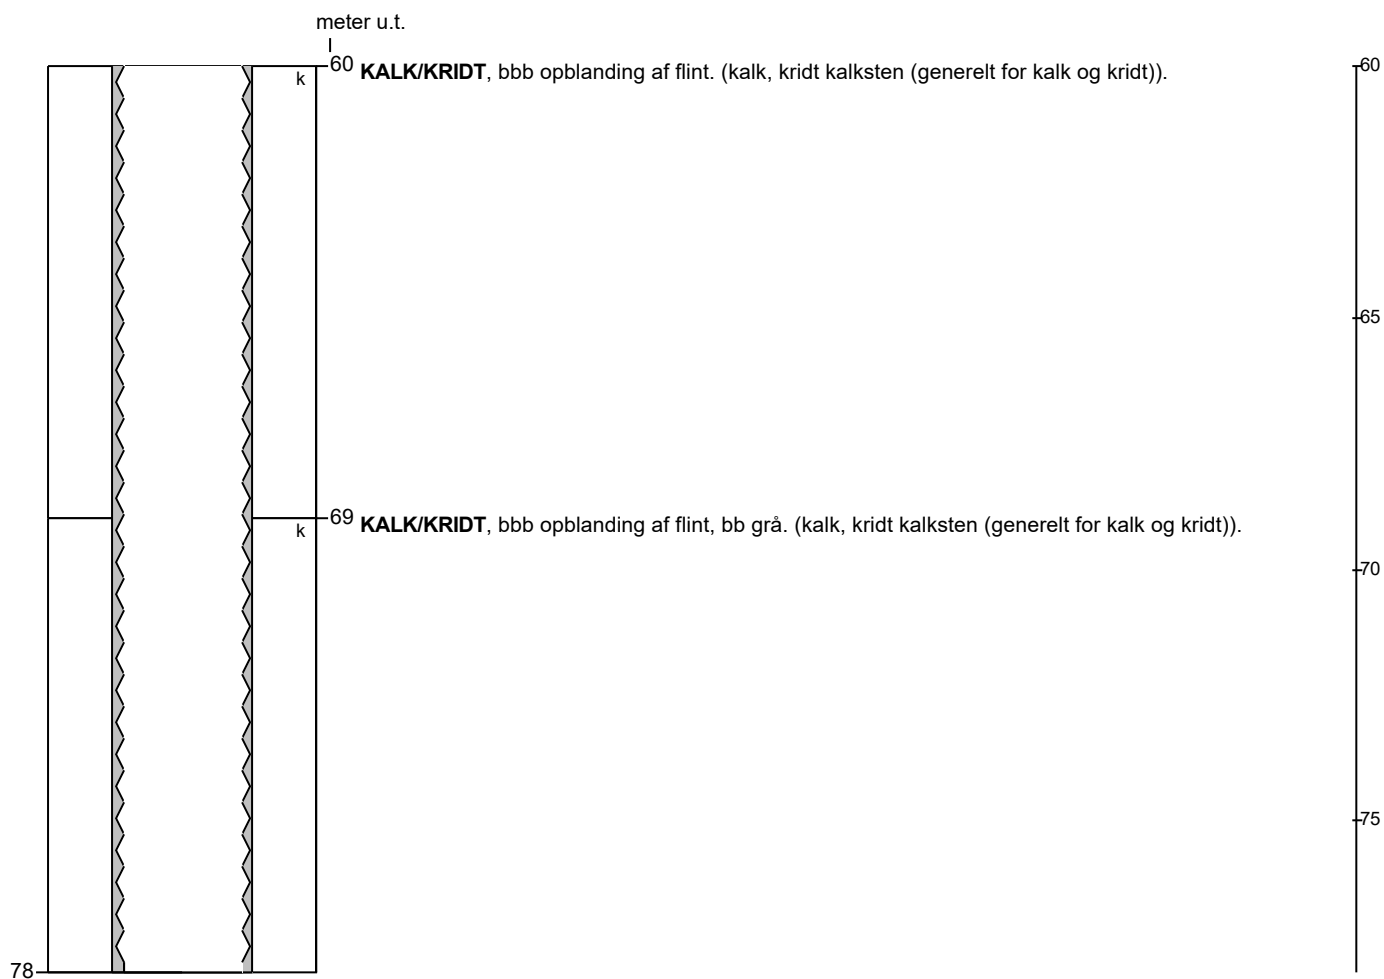 meter u.t.
60 KALK/KRIDT, bbb opblanding af flint. (kalk, kridt kalksten (generelt for kalk og kridt)).
k
60
65
69 KALK/KRIDT, bbb opblanding af flint, bb grå. (kalk, kridt kalksten (generelt for kalk og kridt)).
k
70
75
78